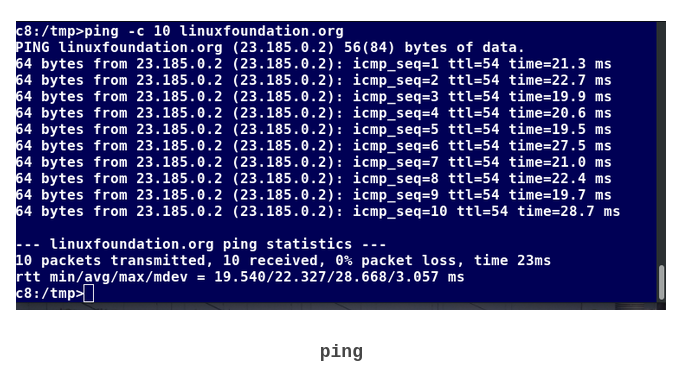 c8:/tmp>ping -c 10 linuxfoundation.org
PING linuxfoundation.org (23.185.0.2) 56(84) bytes of data.
64 bytes from 23.185.0.2 (23.185.0.2): icmp_seq=1 ttl=54 time=21.3 ms
64 bytes from 23.185.0.2 (23.185.0.2): icmp_seq=2 ttl=54 time=22.7 ms
64 bytes from 23.185.0.2 (23.185.0.2): icmp_seq=3 ttl=54 time=19.9 ms
64 bytes from 23.185.0.2 (23.185.0.2): icmp_seq=4 ttl=54 time=20.6 ms
64 bytes from 23.185.0.2 (23.185.0.2): icmp_seq=5 ttl=54 time=19.5 ms
64 bytes from 23.185.0.2 (23.185.0.2): icmp_seq=6 ttl=54 time=27.5 ms
64 bytes from 23.185.0.2 (23.185.0.2): icmp_seq=7 ttl=54 time=21.0 ms
64 bytes from 23.185.0.2 (23.185.0.2): icmp_seq=8 ttl=54 time=22.4 ms
64 bytes from 23.185.0.2 (23.185.0.2): icmp_seq=9 ttl=54 time=19.7 ms
64 bytes from 23.185.0.2 (23.185.0.2): icmp_seq=10 ttl=54 time=28.7 ms
--- linuxfoundation.org ping statistics ---
10 packets transmitted, 10 received, 0% packet loss, time 23ms
rtt min/avg/max/mdev = 19.540/22.327/28.668/3.057 ms
c8:/tmp>
ping